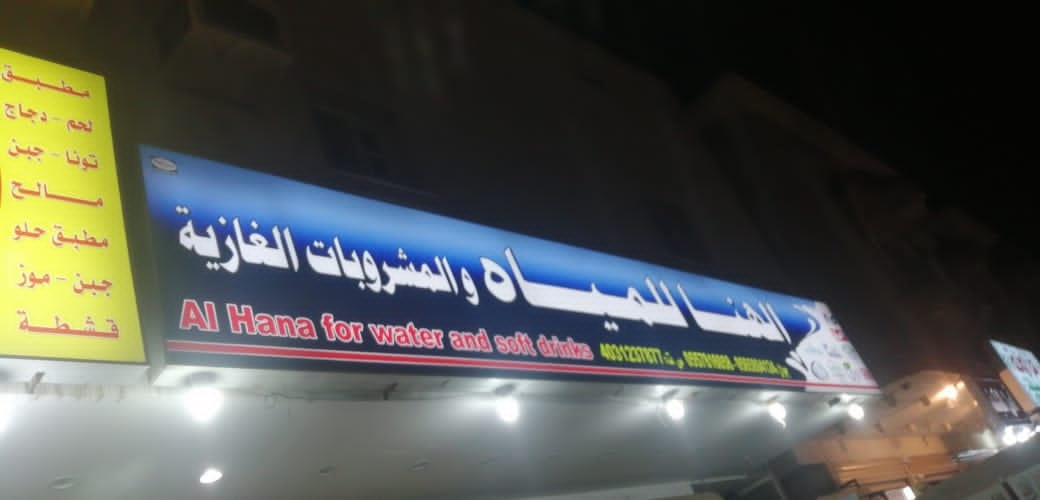 مطبق
لحم - دجاج
تونا - جبن
مالح
مطبق حلو
جبن - موز
قشطة
الهنا للمياه والمشروبات الغازية
Al Hana for water and soft drinks